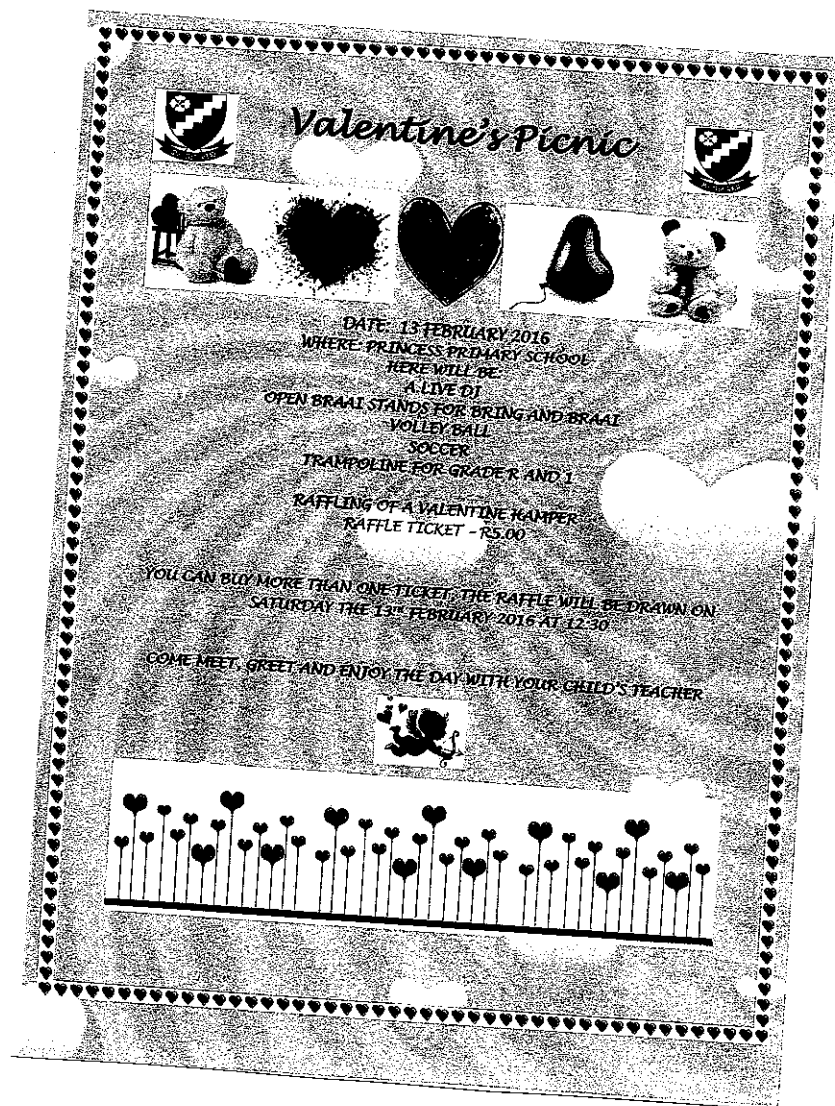 Valentine's Picnic
DATE: 13 FEBRUARY 2016
WHERE: PRINCESS PRIMARY SCHOOL
HERE WILL BE:
A LIVE DJ
OPEN BRAAI STANDS FOR BRING AND BRAAI
VOLLEY BALL
SOCCER
TRAMPOLINE FOR GRADE R AND 1
RAFFLING OF A VALENTINE HAMPER
RAFFLE TICKET – R5.00
YOU CAN BUY MORE THAN ONE TICKET, THE RAFFLE WILL BE DRAWN ON
SATURDAY THE 13TH FEBRUARY 2016 AT 12:30
COME MEET, GREET AND ENJOY THE DAY WITH YOUR CHILD'S TEACHER